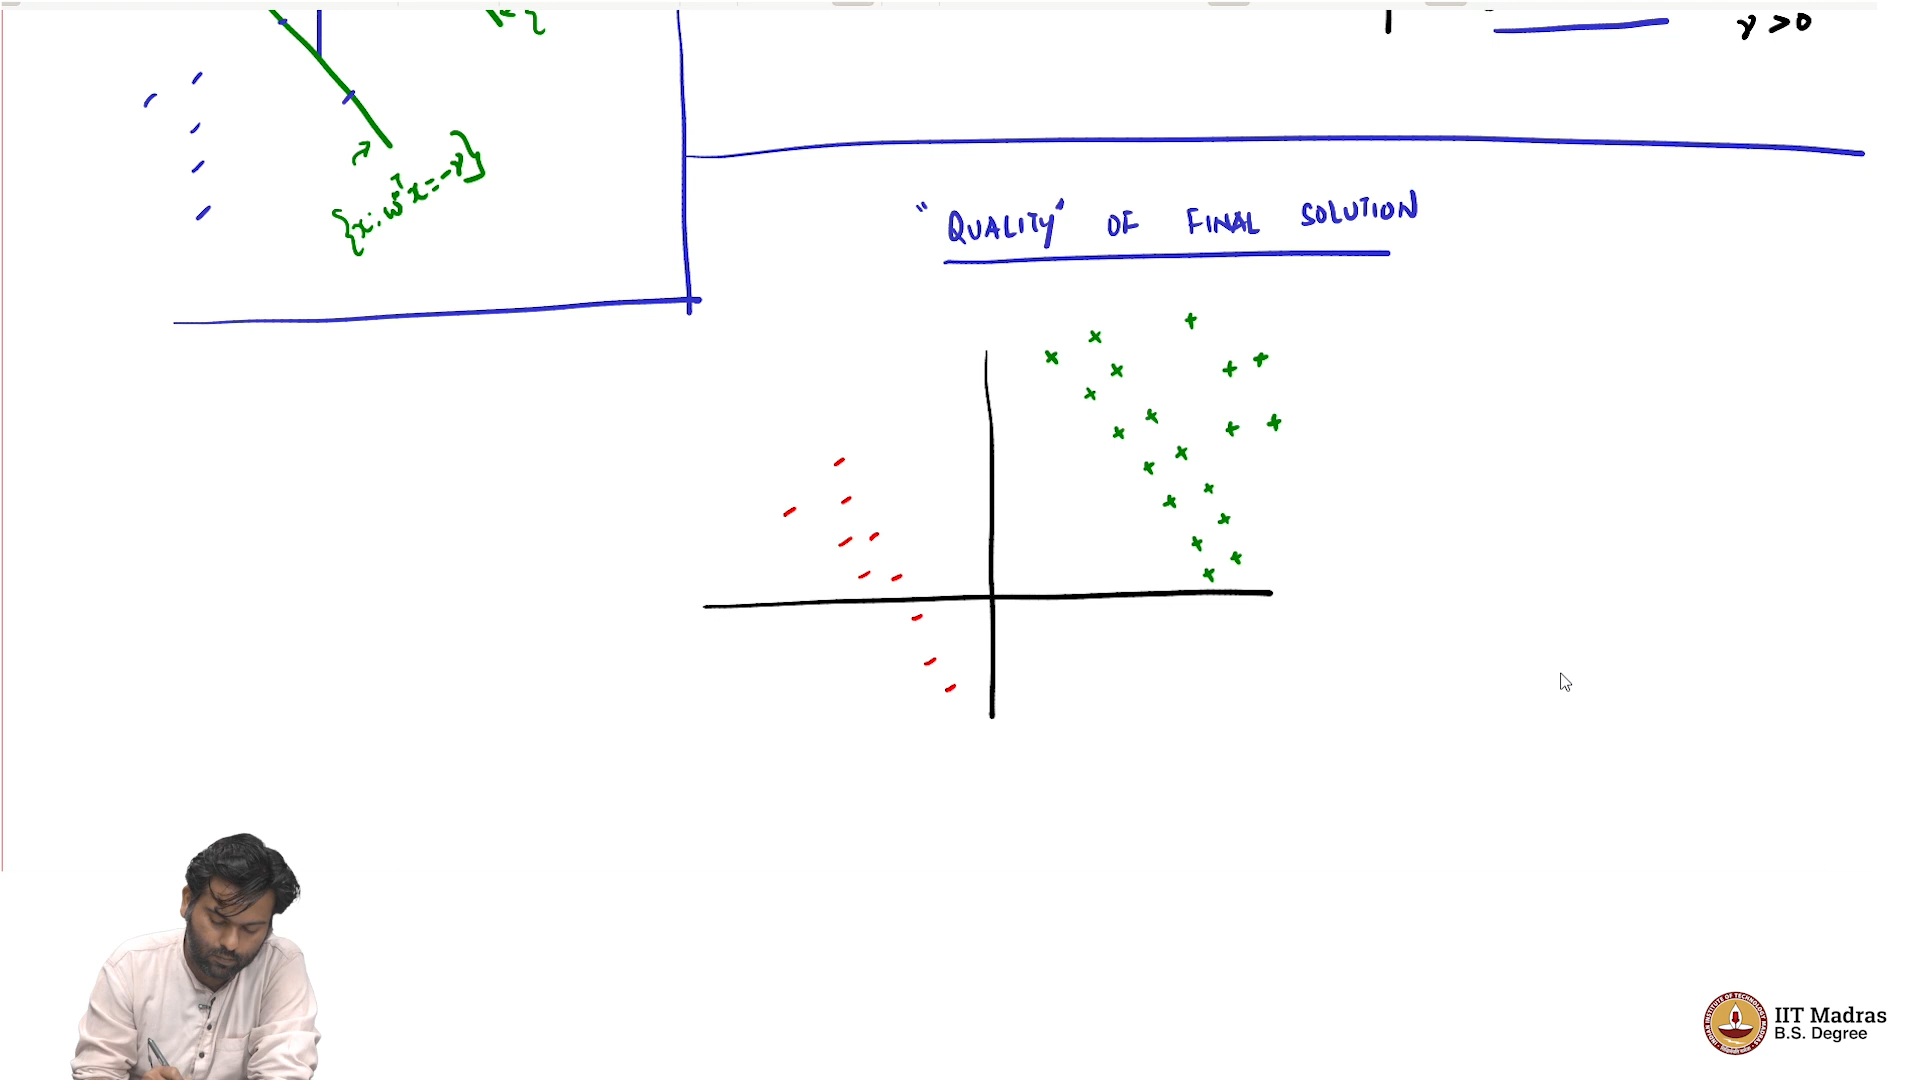 γ > 0
{x : wᵀx = -γ}
"QUALITY" OF FINAL SOLUTION
IIT Madras
B.S. Degree